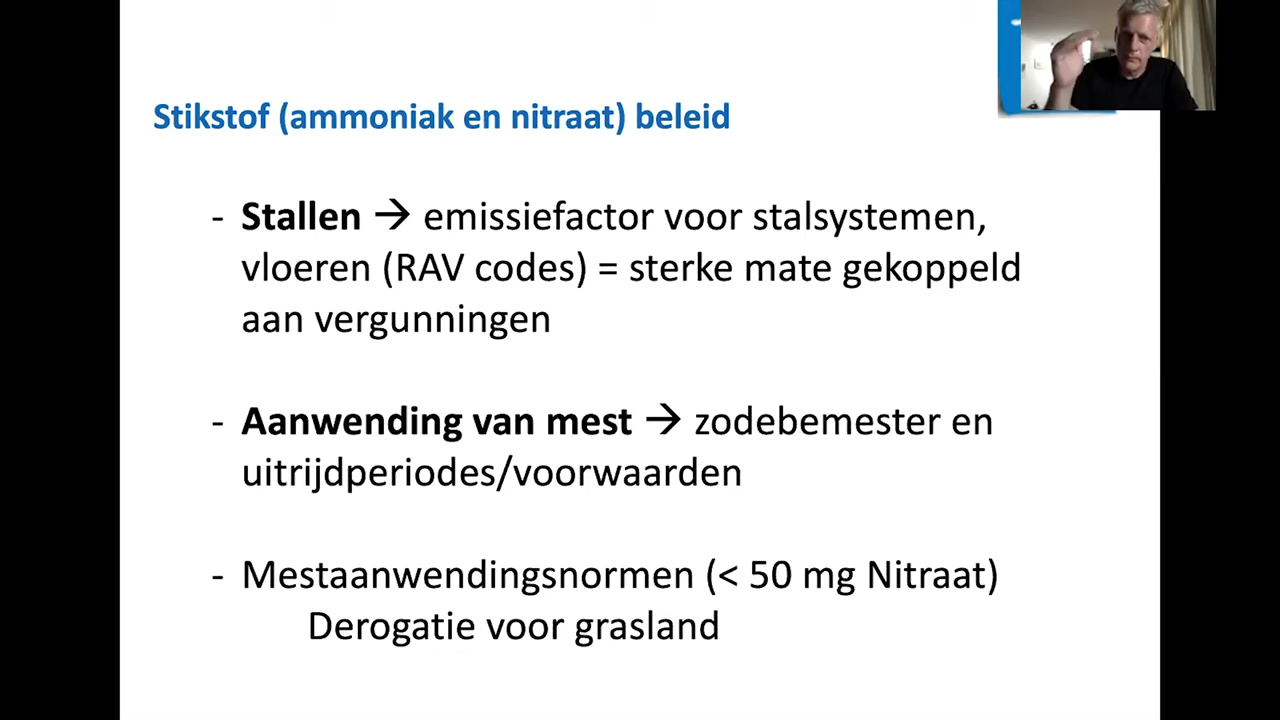 Stikstof (ammoniak en nitraat) beleid
- Stallen → emissiefactor voor stalsystemen,
vloeren (RAV codes) = sterke mate gekoppeld
aan vergunningen
- Aanwending van mest → zodebemester en
uitrijdperiodes/voorwaarden
- Mestaanwendingsnormen (< 50 mg Nitraat)
Derogatie voor grasland